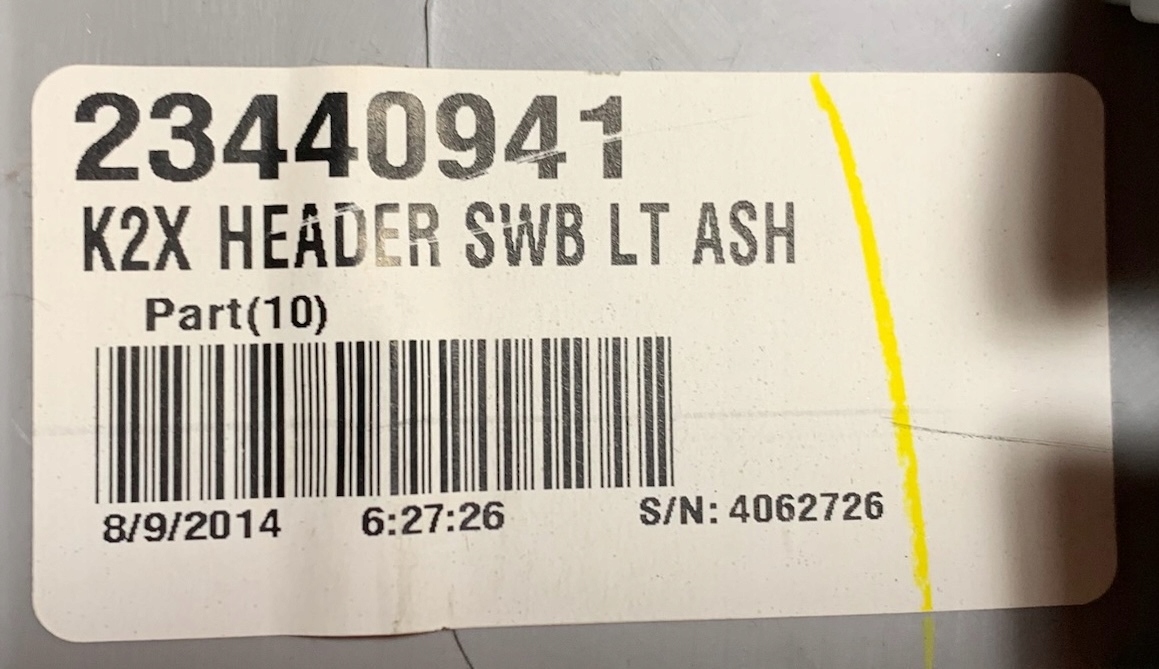 23440941
K2X HEADER SWB LT ASH
Part(10)
8/9/2014 6:27:26 S/N: 4062726